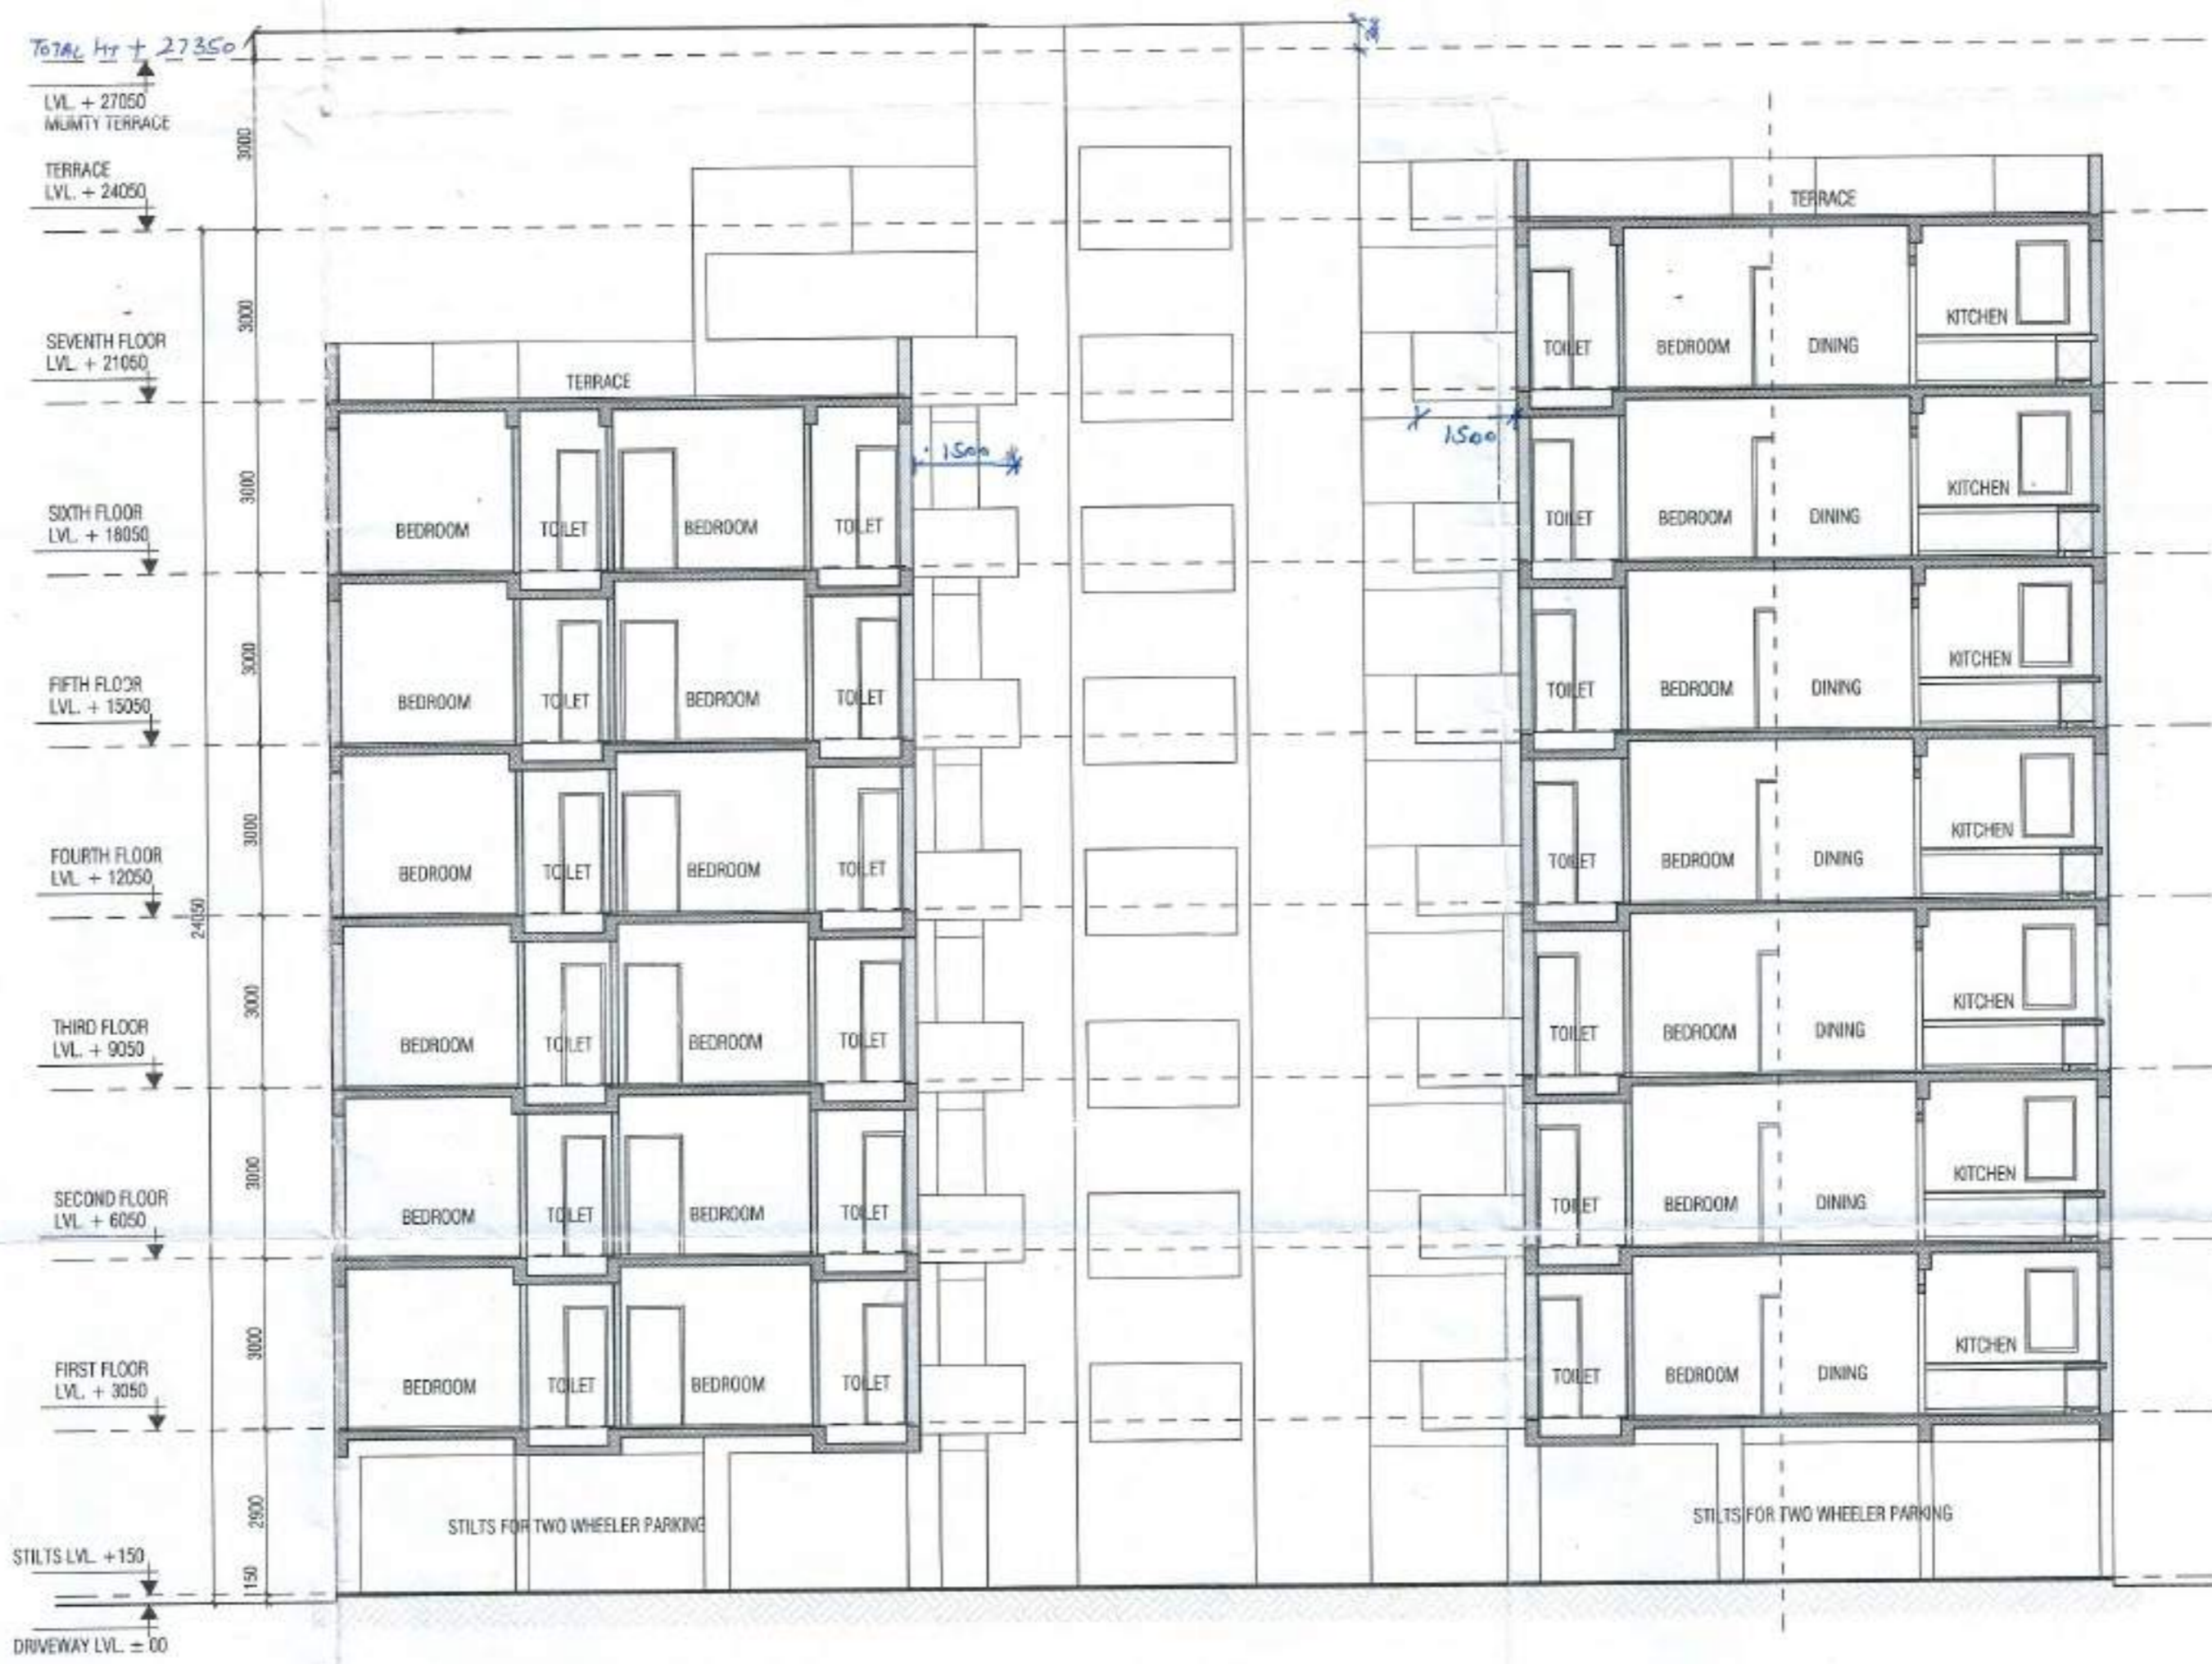 TOTAL HT + 27350
LVL. + 27050
MUMTY TERRACE
3000
TERRACE
LVL. + 24050
TERRACE
3000
SEVENTH FLOOR
LVL. + 21050
TERRACE
TOILET BEDROOM DINING KITCHEN
1500
1500
3000
SIXTH FLOOR
LVL. + 18050
BEDROOM TOILET BEDROOM TOILET
TOILET BEDROOM DINING KITCHEN
3000
FIFTH FLOOR
LVL. + 15050
BEDROOM TOILET BEDROOM TOILET
TOILET BEDROOM DINING KITCHEN
3000
FOURTH FLOOR
LVL. + 12050
BEDROOM TOILET BEDROOM TOILET
TOILET BEDROOM DINING KITCHEN
24050
3000
THIRD FLOOR
LVL. + 9050
BEDROOM TOILET BEDROOM TOILET
TOILET BEDROOM DINING KITCHEN
3000
SECOND FLOOR
LVL. + 6050
BEDROOM TOILET BEDROOM TOILET
TOILET BEDROOM DINING KITCHEN
3000
FIRST FLOOR
LVL. + 3050
BEDROOM TOILET BEDROOM TOILET
TOILET BEDROOM DINING KITCHEN
2900
STILTS FOR TWO WHEELER PARKING
STILTS FOR TWO WHEELER PARKING
STILTS LVL. +150
150
DRIVEWAY LVL. ± 00